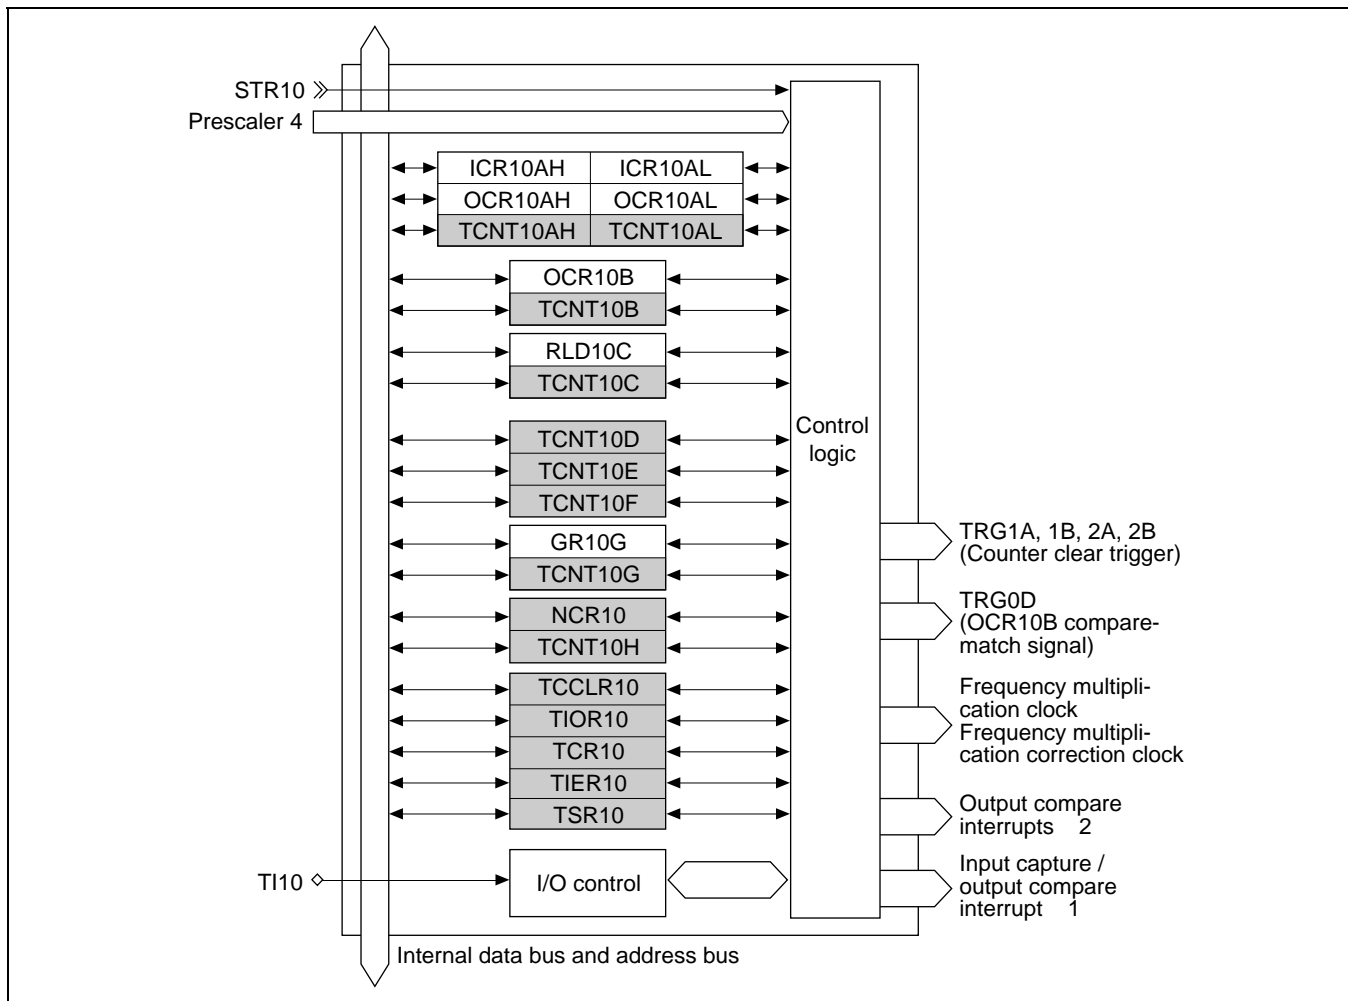 STR10
Prescaler 4
ICR10AH ICR10AL
OCR10AH OCR10AL
TCNT10AH TCNT10AL
OCR10B
TCNT10B
RLD10C
TCNT10C
TCNT10D
TCNT10E
TCNT10F
GR10G
TCNT10G
NCR10
TCNT10H
TCCLR10
TIOR10
TCR10
TIER10
TSR10
TI10
I/O control
Control
logic
TRG1A, 1B, 2A, 2B
(Counter clear trigger)
TRG0D
(OCR10B compare-
match signal)
Frequency multipli-
cation clock
Frequency multipli-
cation correction clock
Output compare
interrupts 2
Input capture /
output compare
interrupt 1
Internal data bus and address bus